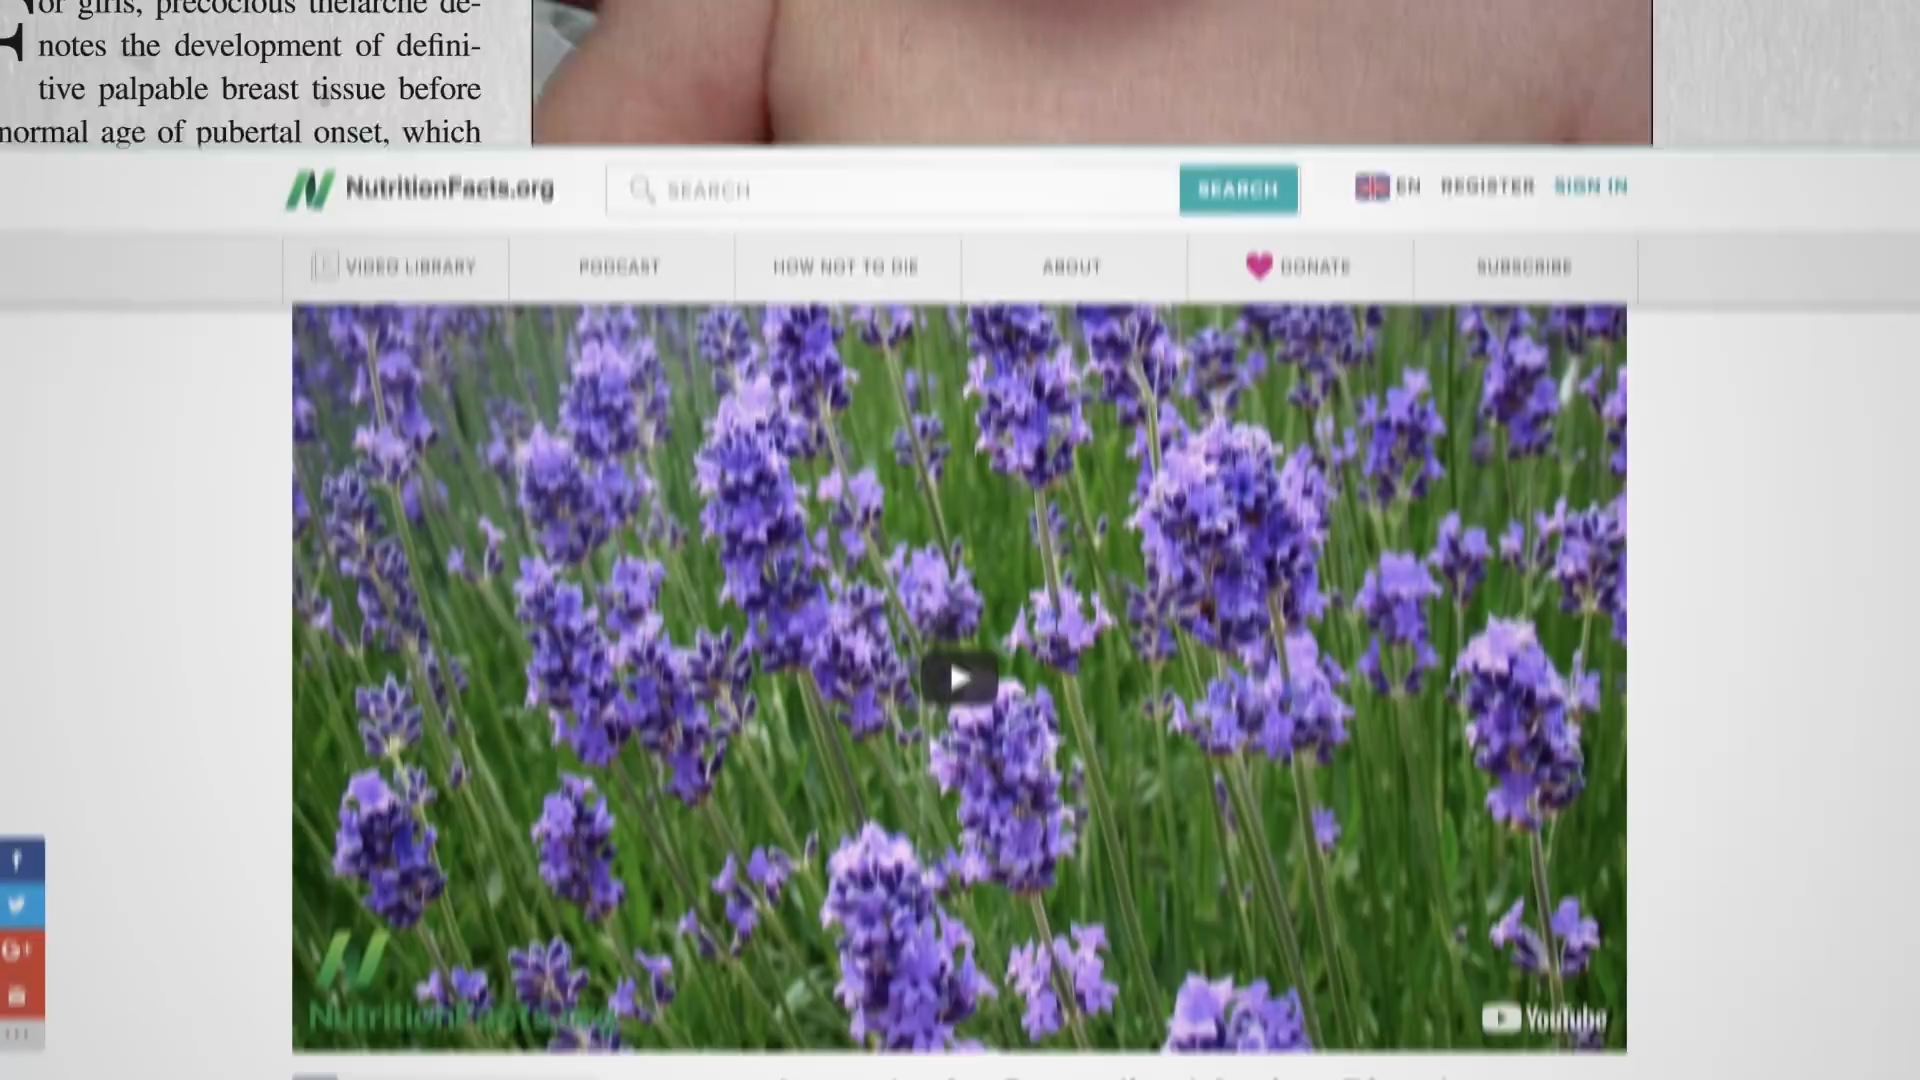 or girls, precocious thelarche de-
notes the development of defini-
tive palpable breast tissue before
normal age of pubertal onset, which
NutritionFacts.org
SEARCH
SEARCH
EN
REGISTER
SIGN IN
VIDEO LIBRARY
PODCAST
HOW NOT TO DIE
ABOUT
DONATE
SUBSCRIBE
NutritionFacts.org
YouTube